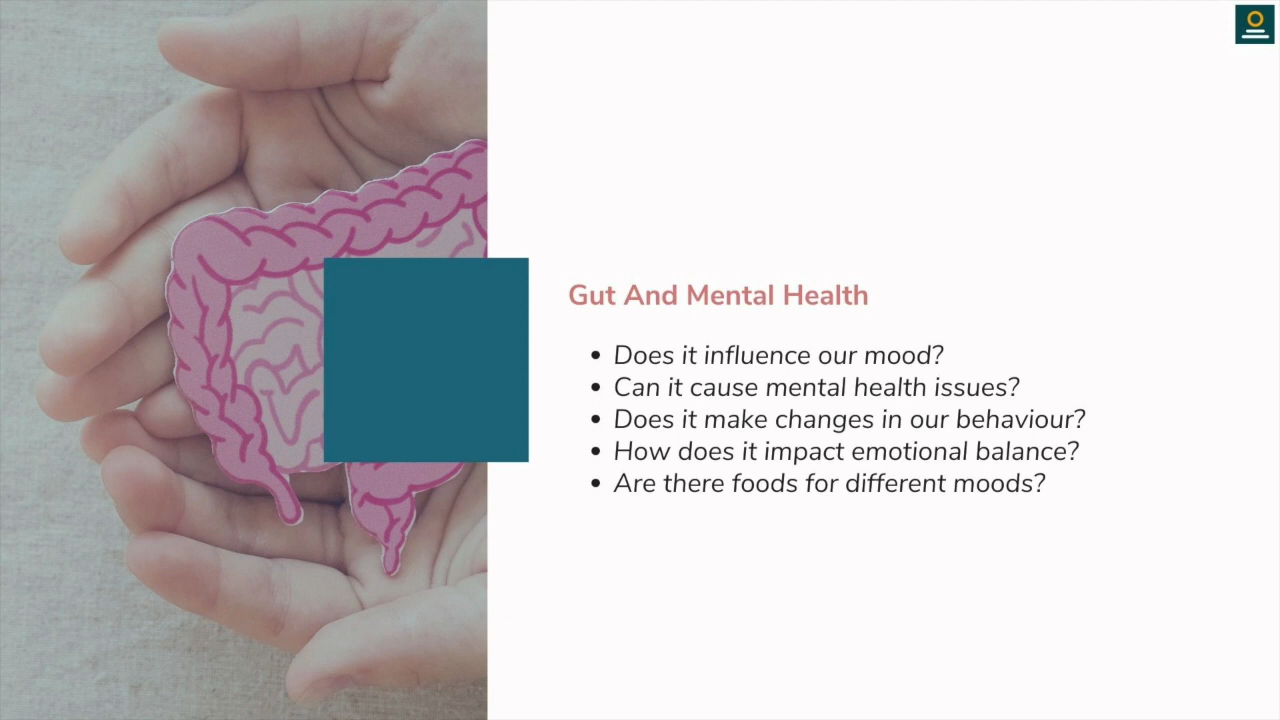 Gut And Mental Health
• Does it influence our mood?
• Can it cause mental health issues?
• Does it make changes in our behaviour?
• How does it impact emotional balance?
• Are there foods for different moods?